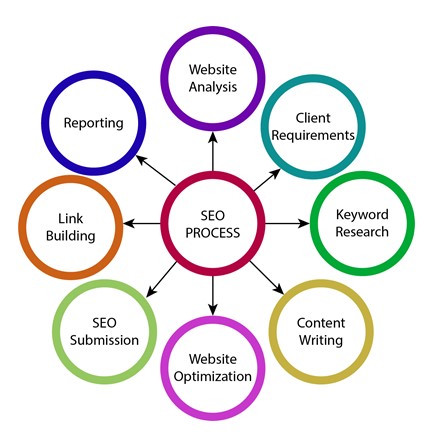 Website
Analysis
Client
Requirements
Reporting
Keyword
Research
SEO
PROCESS
Link
Building
Content
Writing
SEO
Submission
Website
Optimization